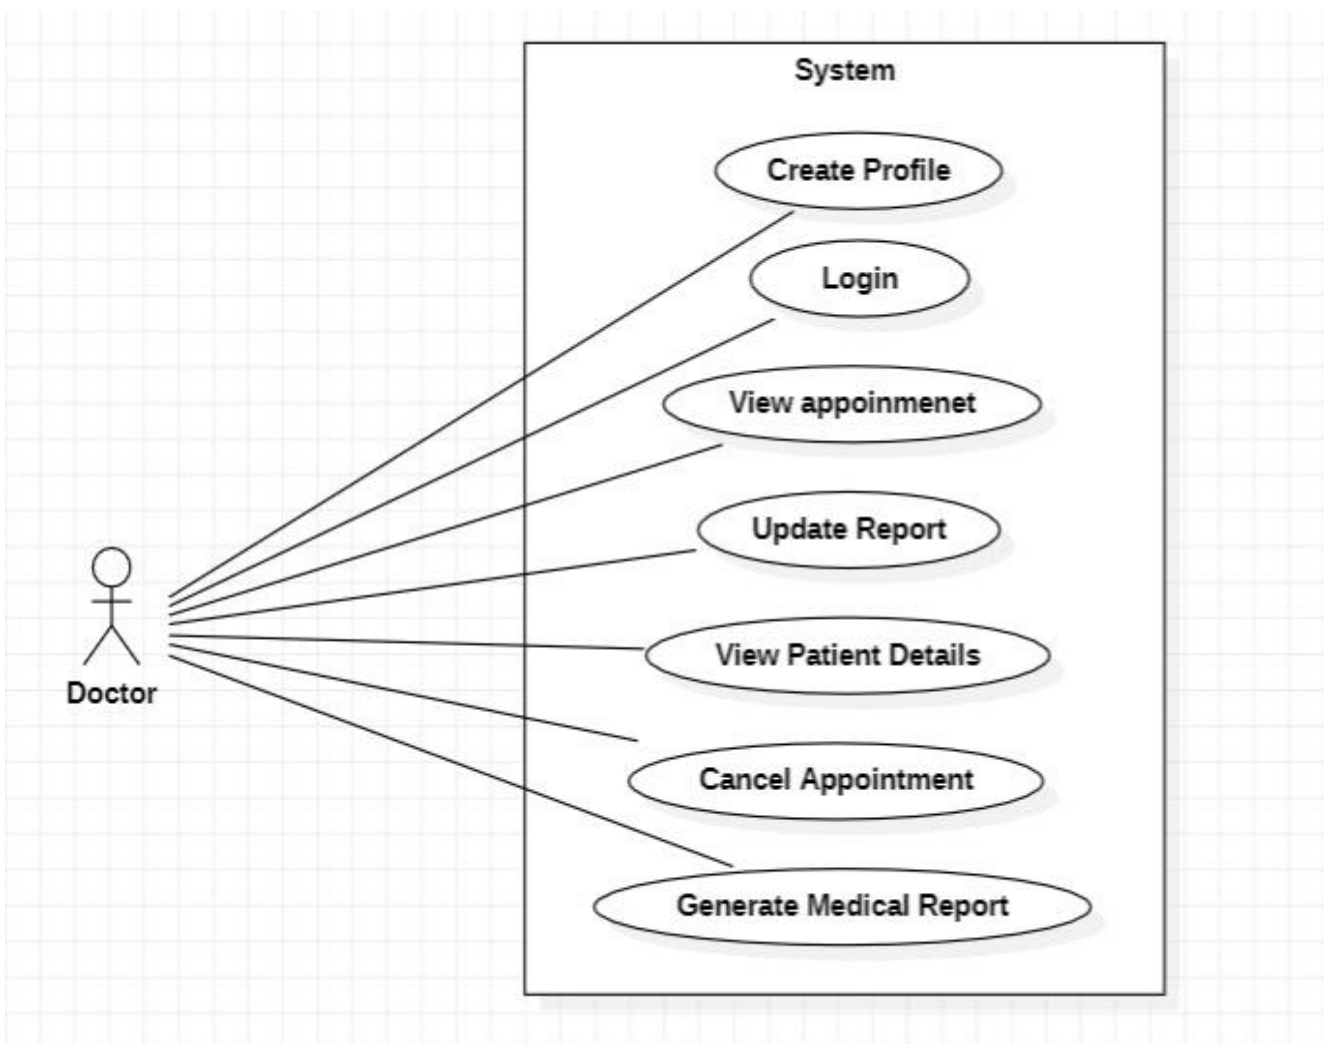 System
Create Profile
Login
View appoinmenet
Update Report
View Patient Details
Doctor
Cancel Appointment
Generate Medical Report